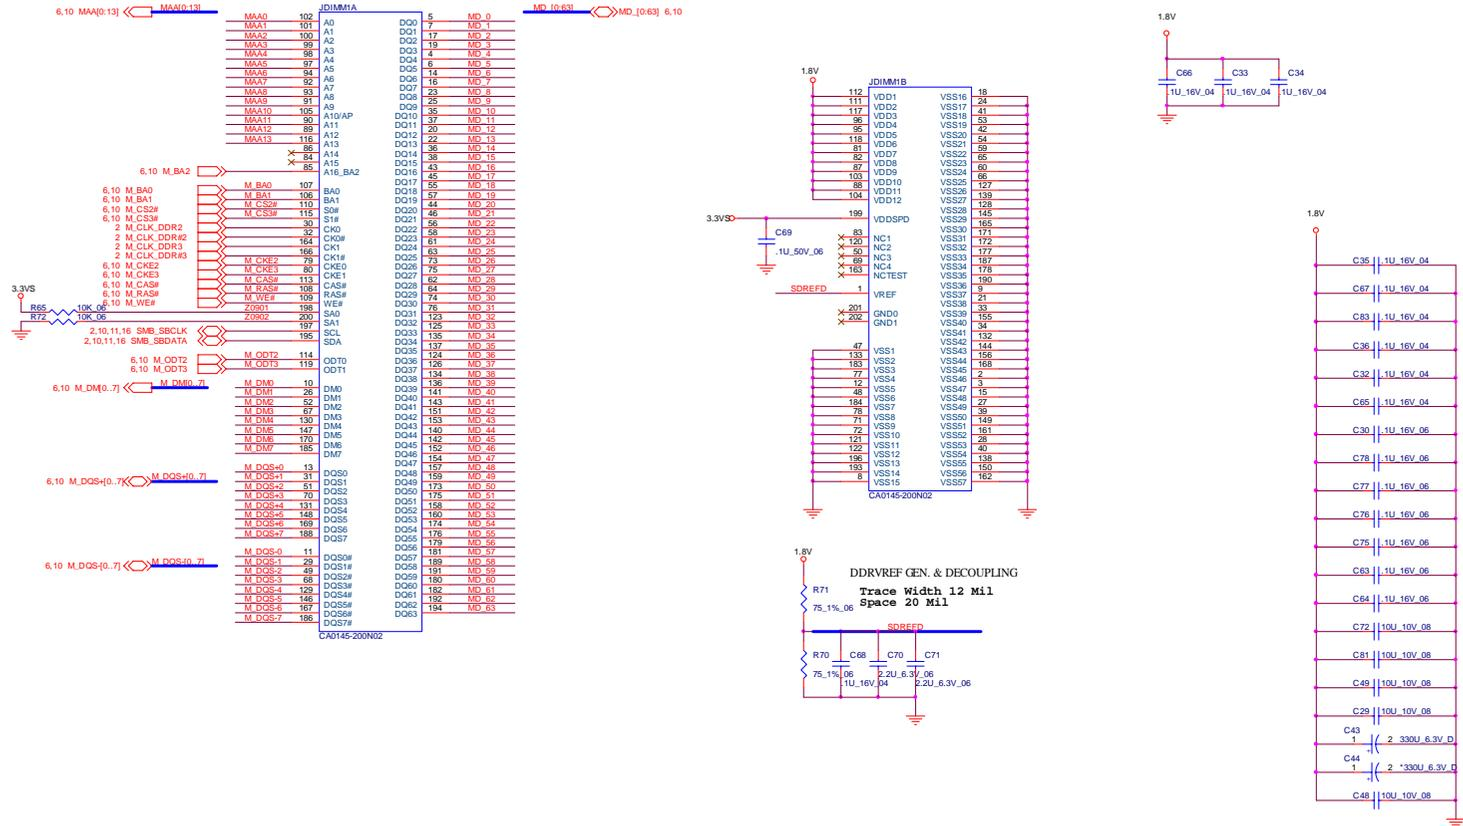 6,10 MAA[0:13] MAA[0:13]
JDIMM1A
MD_[0:63] MD_[0:63] 6,10
MAA0 102 A0
MAA1 101 A1
MAA2 100 A2
MAA3 99 A3
MAA4 98 A4
MAA5 97 A5
MAA6 94 A6
MAA7 92 A7
MAA8 93 A8
MAA9 91 A9
MAA10 105 A10/AP
MAA11 90 A11
MAA12 89 A12
MAA13 116 A13
86 A14
84 A15
6,10 M_BA2 85 A16_BA2
6,10 M_BA0 M_BA0 107 BA0
6,10 M_BA1 M_BA1 106 BA1
6,10 M_CS2# M_CS2# 110 S0#
6,10 M_CS3# M_CS3# 115 S1#
2 M_CLK_DDR2 30 CK0
2 M_CLK_DDR#2 32 CK0#
2 M_CLK_DDR3 164 CK1
2 M_CLK_DDR#3 166 CK1#
6,10 M_CKE2 M_CKE2 79 CKE0
6,10 M_CKE3 M_CKE3 80 CKE1
6,10 M_CAS# M_CAS# 113 CAS#
6,10 M_RAS# M_RAS# 108 RAS#
6,10 M_WE# M_WE# 109 WE#
3.3VS
R65 10K_06 Z0901 198 SA0
R72 10K_06 Z0902 200 SA1
2,10,11,16 SMB_SBCLK 197 SCL
2,10,11,16 SMB_SBDATA 195 SDA
6,10 M_ODT2 M_ODT2 114 ODT0
6,10 M_ODT3 M_ODT3 119 ODT1
6,10 M_DM[0..7] M_DM[0..7]
M_DM0 10 DM0
M_DM1 26 DM1
M_DM2 52 DM2
M_DM3 67 DM3
M_DM4 130 DM4
M_DM5 147 DM5
M_DM6 170 DM6
M_DM7 185 DM7
6,10 M_DQS+[0..7] M_DQS+[0..7]
M_DQS+0 13 DQS0
M_DQS+1 31 DQS1
M_DQS+2 51 DQS2
M_DQS+3 70 DQS3
M_DQS+4 131 DQS4
M_DQS+5 148 DQS5
M_DQS+6 169 DQS6
M_DQS+7 188 DQS7
6,10 M_DQS-[0..7] M_DQS-[0..7]
M_DQS-0 11 DQS0#
M_DQS-1 29 DQS1#
M_DQS-2 49 DQS2#
M_DQS-3 68 DQS3#
M_DQS-4 129 DQS4#
M_DQS-5 146 DQS5#
M_DQS-6 167 DQS6#
M_DQS-7 186 DQS7#
DQ0 5 MD_0
DQ1 7 MD_1
DQ2 17 MD_2
DQ3 19 MD_3
DQ4 4 MD_4
DQ5 6 MD_5
DQ6 14 MD_6
DQ7 16 MD_7
DQ8 23 MD_8
DQ9 25 MD_9
DQ10 35 MD_10
DQ11 37 MD_11
DQ12 20 MD_12
DQ13 22 MD_13
DQ14 36 MD_14
DQ15 38 MD_15
DQ16 43 MD_16
DQ17 45 MD_17
DQ18 55 MD_18
DQ19 57 MD_19
DQ20 44 MD_20
DQ21 46 MD_21
DQ22 56 MD_22
DQ23 58 MD_23
DQ24 61 MD_24
DQ25 63 MD_25
DQ26 73 MD_26
DQ27 75 MD_27
DQ28 62 MD_28
DQ29 64 MD_29
DQ30 74 MD_30
DQ31 76 MD_31
DQ32 123 MD_32
DQ33 125 MD_33
DQ34 135 MD_34
DQ35 137 MD_35
DQ36 124 MD_36
DQ37 126 MD_37
DQ38 134 MD_38
DQ39 136 MD_39
DQ40 141 MD_40
DQ41 143 MD_41
DQ42 151 MD_42
DQ43 153 MD_43
DQ44 140 MD_44
DQ45 142 MD_45
DQ46 152 MD_46
DQ47 154 MD_47
DQ48 157 MD_48
DQ49 159 MD_49
DQ50 173 MD_50
DQ51 175 MD_51
DQ52 158 MD_52
DQ53 160 MD_53
DQ54 174 MD_54
DQ55 176 MD_55
DQ56 179 MD_56
DQ57 181 MD_57
DQ58 189 MD_58
DQ59 191 MD_59
DQ60 180 MD_60
DQ61 182 MD_61
DQ62 192 MD_62
DQ63 194 MD_63
CA0145-200N02
1.8V
JDIMM1B
112 VDD1 VSS16 18
111 VDD2 VSS17 24
117 VDD3 VSS18 41
96 VDD4 VSS19 53
95 VDD5 VSS20 42
118 VDD6 VSS21 54
81 VDD7 VSS22 59
82 VDD8 VSS23 65
87 VDD9 VSS24 60
103 VDD10 VSS25 66
88 VDD11 VSS26 127
104 VDD12 VSS27 139
VSS28 128
3.3VS 199 VDDSPD VSS29 145
VSS30 165
83 NC1 VSS31 171
120 NC2 VSS32 172
50 NC3 VSS33 177
69 NC4 VSS34 187
163 NCTEST VSS35 178
VSS36 190
SDREFD 1 VREF VSS37 9
VSS38 21
201 GND0 VSS39 33
202 GND1 VSS40 155
VSS41 34
VSS42 132
47 VSS1 VSS43 144
133 VSS2 VSS44 156
183 VSS3 VSS45 168
77 VSS4 VSS46 2
12 VSS5 VSS47 3
48 VSS6 VSS48 15
184 VSS7 VSS49 27
78 VSS8 VSS50 39
71 VSS9 VSS51 149
72 VSS10 VSS52 161
121 VSS11 VSS53 28
122 VSS12 VSS54 40
196 VSS13 VSS55 138
193 VSS14 VSS56 150
8 VSS15 VSS57 162
CA0145-200N02
C69
.1U_50V_06
1.8V
DDRVREF GEN. & DECOUPLING
Trace Width 12 Mil
Space 20 Mil
R71
75_1%_06
SDREFD
R70 C68 C70 C71
75_1%_06 2.2U_6.3V_06
.1U_16V_04 2.2U_6.3V_06
1.8V
C66 C33 C34
.1U_16V_04 .1U_16V_04 .1U_16V_04
1.8V
C35 .1U_16V_04
C67 .1U_16V_04
C83 .1U_16V_04
C36 .1U_16V_04
C32 .1U_16V_04
C65 .1U_16V_04
C30 .1U_16V_06
C78 .1U_16V_06
C77 .1U_16V_06
C76 .1U_16V_06
C75 .1U_16V_06
C63 .1U_16V_06
C64 .1U_16V_06
C72 10U_10V_08
C81 10U_10V_08
C49 10U_10V_08
C29 10U_10V_08
C43
1 + 2 330U_6.3V_D
C44
1 + 2 *330U_6.3V_D
C48 10U_10V_08